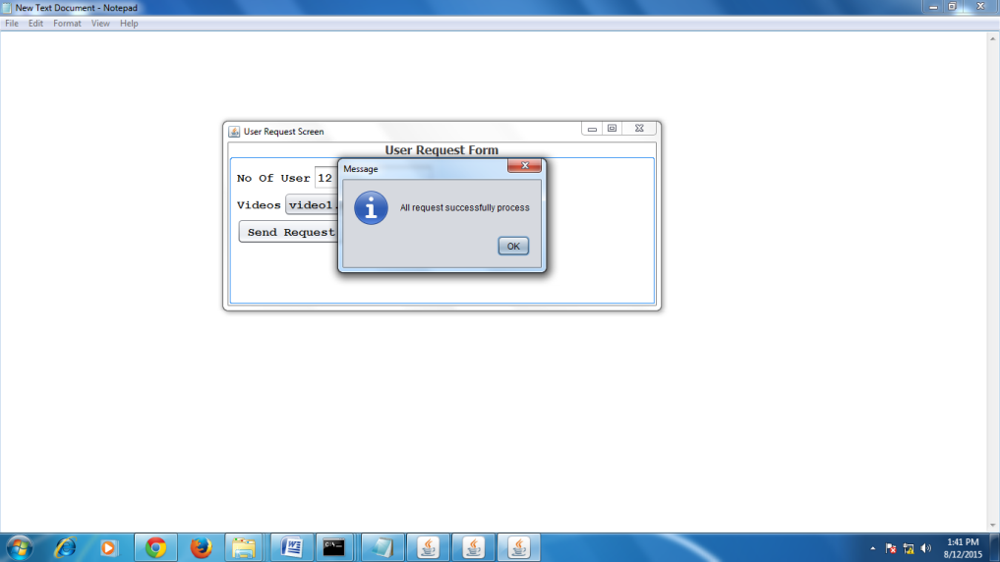 New Text Document - Notepad
File Edit Format View Help
User Request Screen
User Request Form
Message
No Of User 12
All request successfully process
Videos video1.
Send Request
OK
1:41 PM
8/12/2015